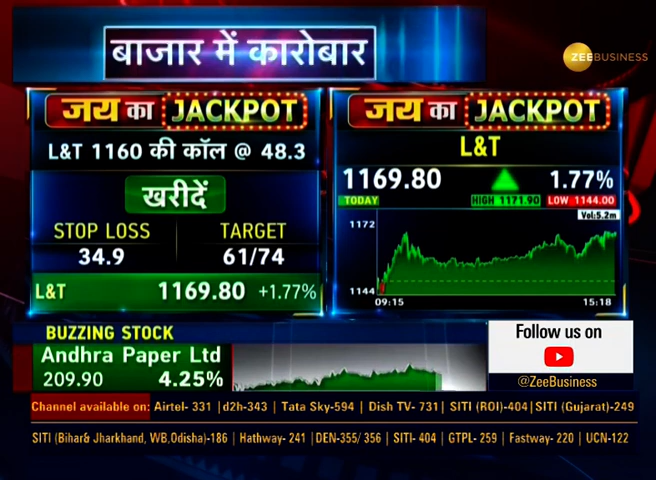 बाजार में कारोबार
ZEE BUSINESS
जय का JACKPOT
L&T 1160 की कॉल @ 48.3
खरीदें
STOP LOSS TARGET
34.9 61/74
L&T 1169.80 +1.77%
जय का JACKPOT
L&T
1169.80 1.77%
TODAY HIGH 1171.90 LOW 1144.00
Vol:5.2m
1172
1144
09:15 15:18
BUZZING STOCK
Andhra Paper Ltd
209.90 4.25%
Follow us on
@ZeeBusiness
Channel available on: Airtel- 331 | d2h-343 | Tata Sky-594 | Dish TV- 731 | SITI (ROI)-404 | SITI (Gujarat)-249
SITI (Bihar& Jharkhand, WB,Odisha)-186 | Hathway- 241 | DEN-355/ 356 | SITI- 404 | GTPL- 259 | Fastway- 220 | UCN-122